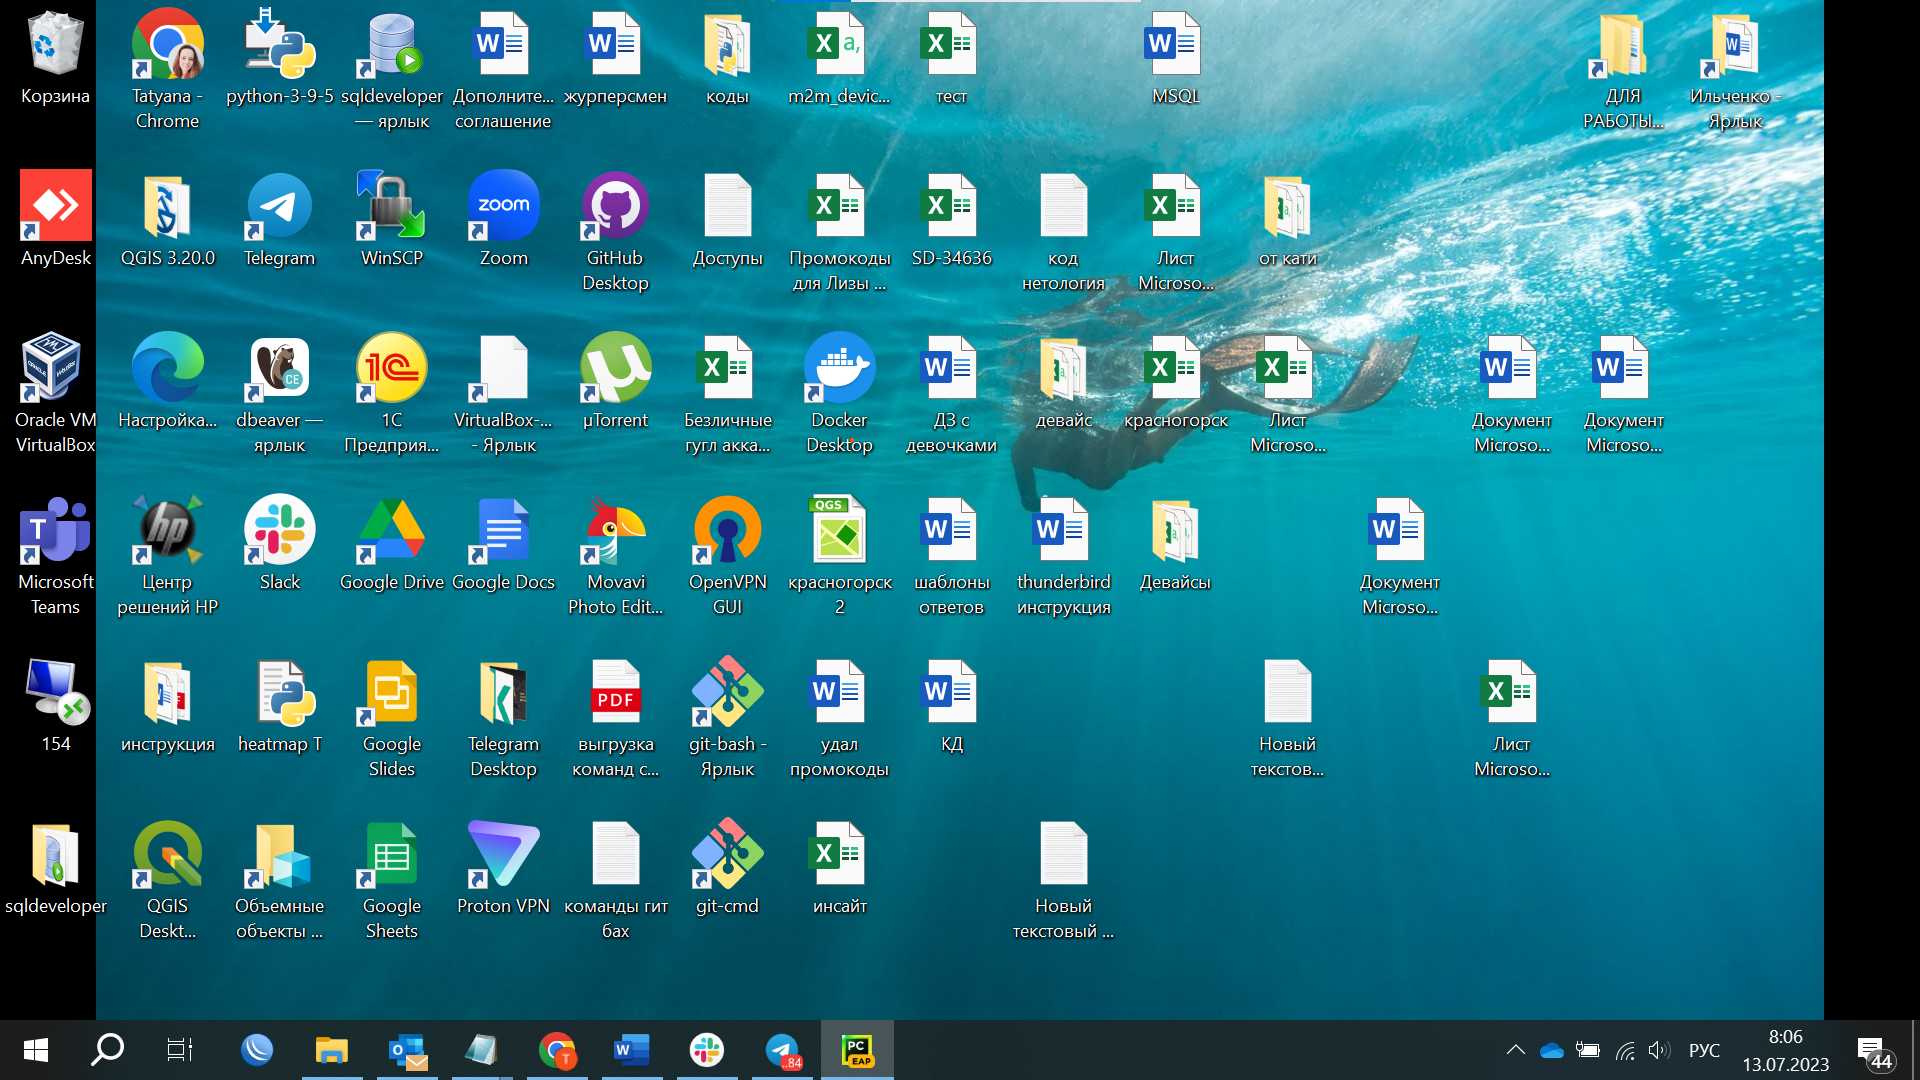 Корзина
Tatyana -
Chrome
python-3-9-5
sqldeveloper
— ярлык
Дополните...
соглашение
журперсмен
коды
m2m_devic...
тест
MSQL
ДЛЯ
РАБОТЫ...
Ильченко -
Ярлык
AnyDesk
QGIS 3.20.0
Telegram
WinSCP
zoom
Zoom
GitHub
Desktop
Доступы
Промокоды
для Лизы ...
SD-34636
код
нетология
Лист
Microso...
от кати
Oracle VM
VirtualBox
Настройка...
dbeaver —
ярлык
1С
Предприя...
VirtualBox-...
- Ярлык
µTorrent
Безличные
гугл акка...
Docker
Desktop
ДЗ с
девочками
девайс
красногорск
Лист
Microso...
Документ
Microso...
Документ
Microso...
Microsoft
Teams
Центр
решений HP
Slack
Google Drive
Google Docs
Movavi
Photo Edit...
OpenVPN
GUI
QGS
красногорск
2
шаблоны
ответов
thunderbird
инструкция
Девайсы
Документ
Microso...
154
инструкция
heatmap T
Google
Slides
Telegram
Desktop
PDF
выгрузка
команд с...
git-bash -
Ярлык
удал
промокоды
КД
Новый
текстов...
Лист
Microso...
sqldeveloper
QGIS
Deskt...
Объемные
объекты ...
Google
Sheets
Proton VPN
команды гит
бах
git-cmd
инсайт
Новый
текстовый ...
..84
PC
EAP
РУС
8:06
13.07.2023
44